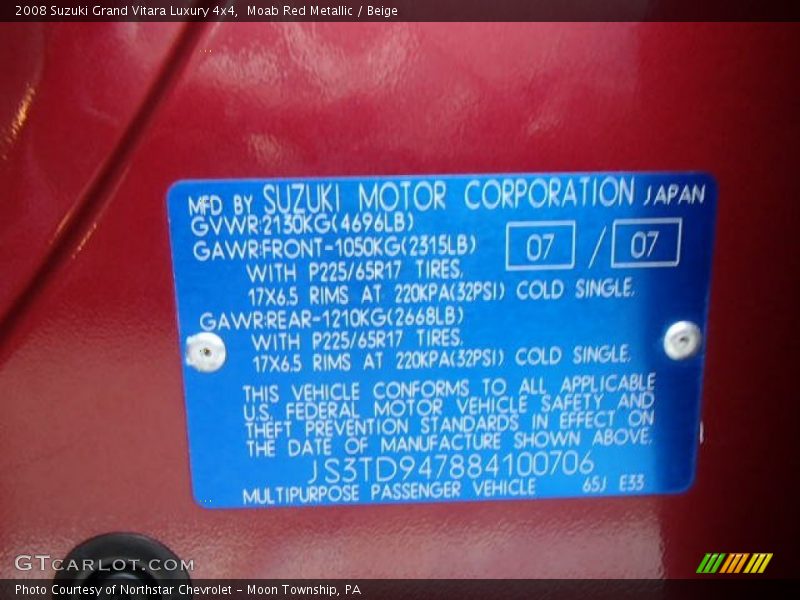 2008 Suzuki Grand Vitara Luxury 4x4,  Moab Red Metallic / Beige
MFD BY SUZUKI MOTOR CORPORATION JAPAN
GVWR:2130KG(4696LB)
GAWR:FRONT-1050KG(2315LB)
07 / 07
WITH P225/65R17 TIRES,
17X6.5 RIMS AT 220KPA(32PSI) COLD SINGLE.
GAWR:REAR-1210KG(2668LB)
WITH P225/65R17 TIRES,
17X6.5 RIMS AT 220KPA(32PSI) COLD SINGLE.
THIS VEHICLE CONFORMS TO ALL APPLICABLE
U.S. FEDERAL MOTOR VEHICLE SAFETY AND
THEFT PREVENTION STANDARDS IN EFFECT ON
THE DATE OF MANUFACTURE SHOWN ABOVE.
JS3TD947884100706
MULTIPURPOSE PASSENGER VEHICLE 65J E33
GTCARLOT.COM
Photo Courtesy of Northstar Chevrolet - Moon Township, PA